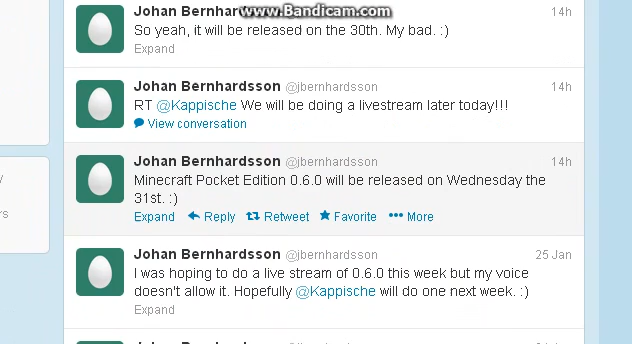 www.Bandicam.com
Johan Bernhardsson 14h
So yeah, it will be released on the 30th. My bad. :)
Expand
Johan Bernhardsson @jbernhardsson 14h
RT @Kappische We will be doing a livestream later today!!!
View conversation
Johan Bernhardsson @jbernhardsson 14h
Minecraft Pocket Edition 0.6.0 will be released on Wednesday the
31st. :)
Expand Reply Retweet Favorite More
Johan Bernhardsson @jbernhardsson 25 Jan
I was hoping to do a live stream of 0.6.0 this week but my voice
doesn't allow it. Hopefully @Kappische will do one next week. :)
Expand